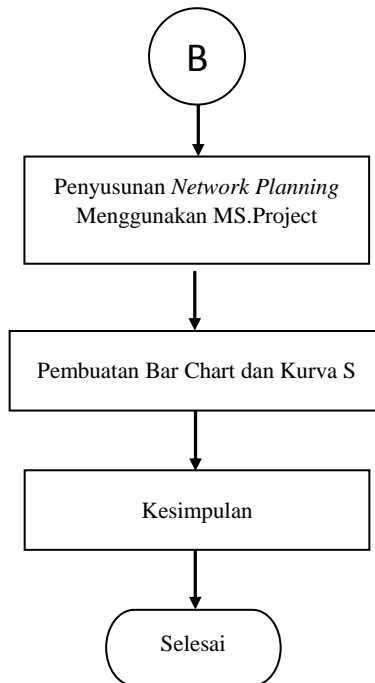 B
Penyusunan Network Planning
Menggunakan MS.Project
Pembuatan Bar Chart dan Kurva S
Kesimpulan
Selesai